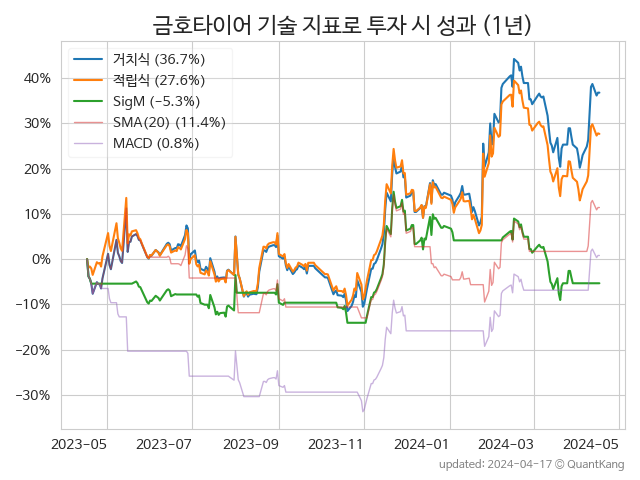 금호타이어 기술 지표로 투자 시 성과 (1년)
거치식 (36.7%)
적립식 (27.6%)
SigM (−5.3%)
SMA(20) (11.4%)
MACD (0.8%)
40%
30%
20%
10%
0%
−10%
−20%
−30%
2023-05 2023-07 2023-09 2023-11 2024-01 2024-03 2024-05
updated: 2024-04-17 © QuantKang